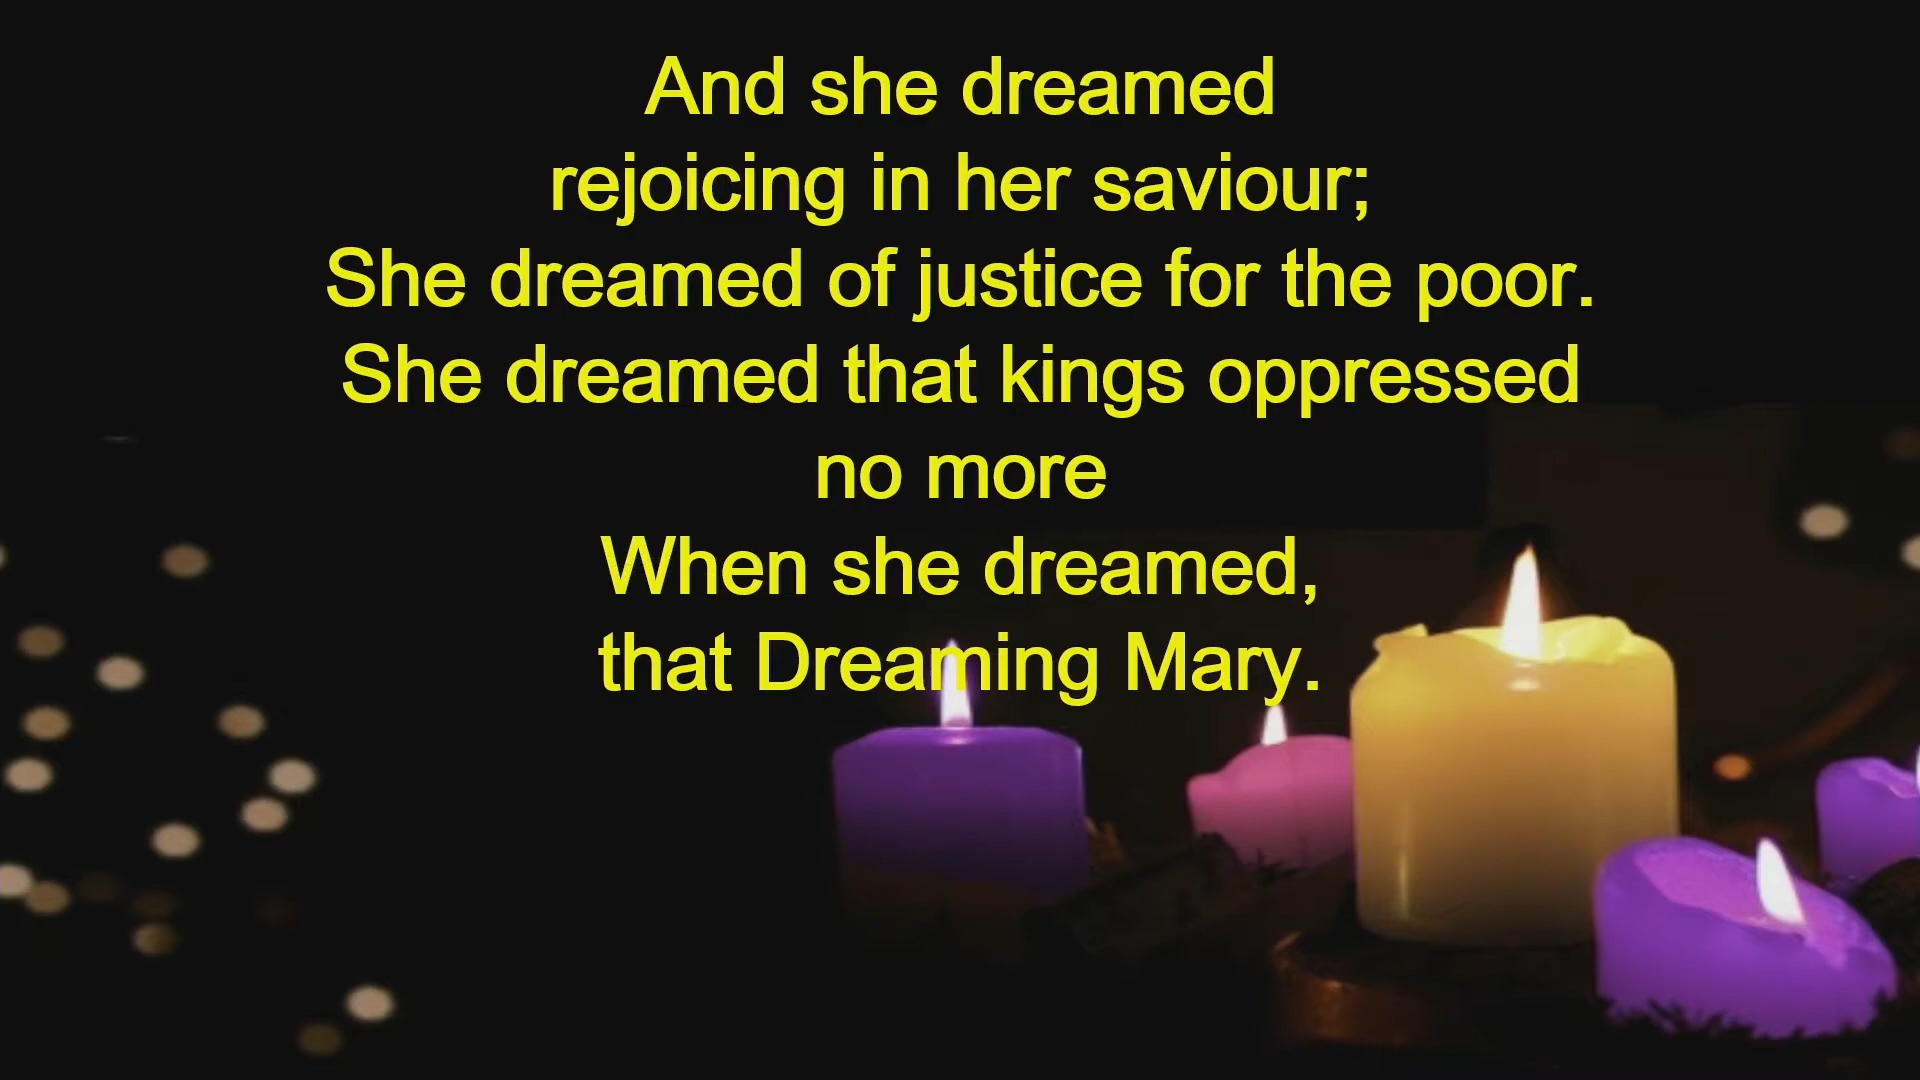 And she dreamed
rejoicing in her saviour;
She dreamed of justice for the poor.
She dreamed that kings oppressed
no more
When she dreamed,
that Dreaming Mary.